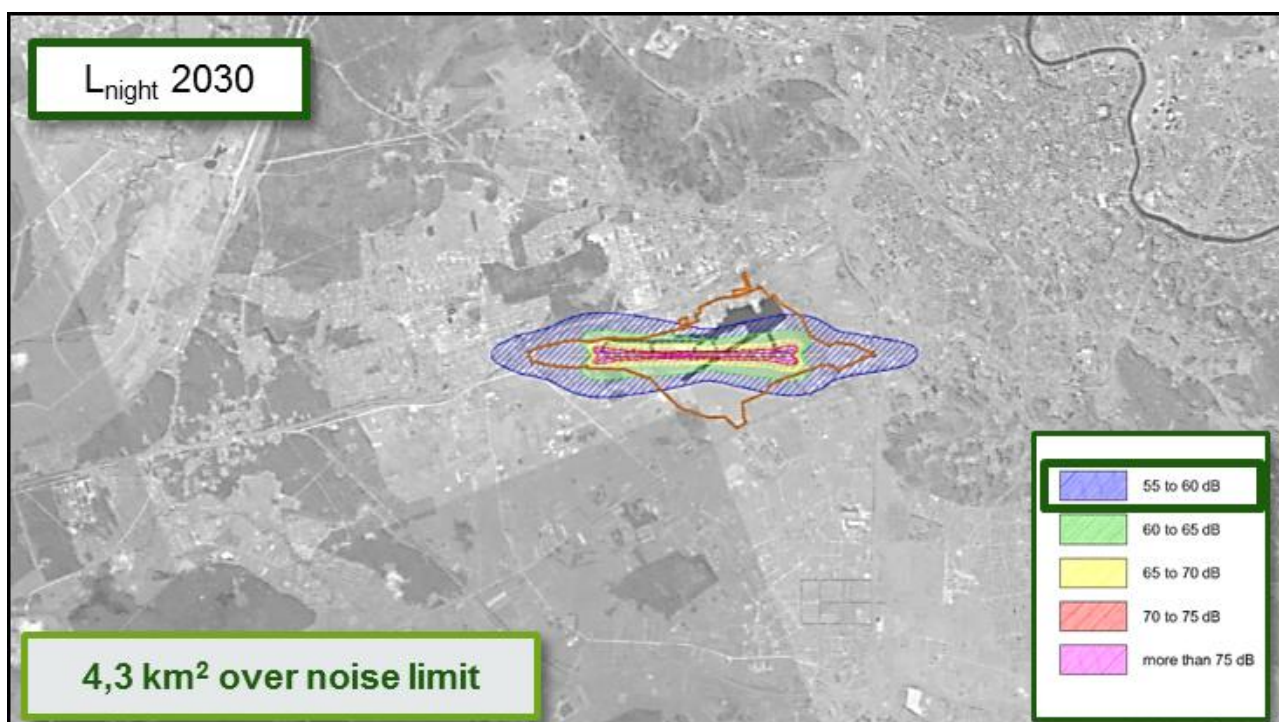 L_night 2030
55 to 60 dB
60 to 65 dB
65 to 70 dB
70 to 75 dB
more than 75 dB
4,3 km² over noise limit